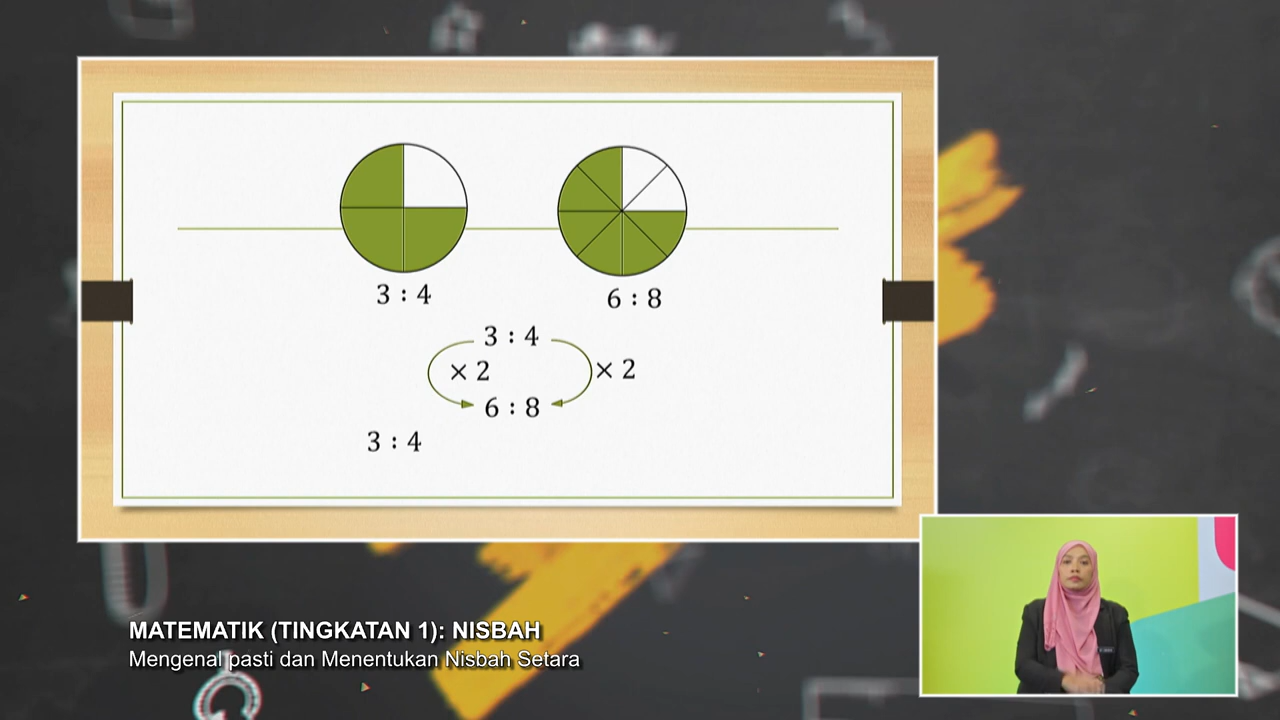 3 : 4
6 : 8
3 : 4
× 2
× 2
6 : 8
3 : 4
MATEMATIK (TINGKATAN 1): NISBAH
Mengenal pasti dan Menentukan Nisbah Setara